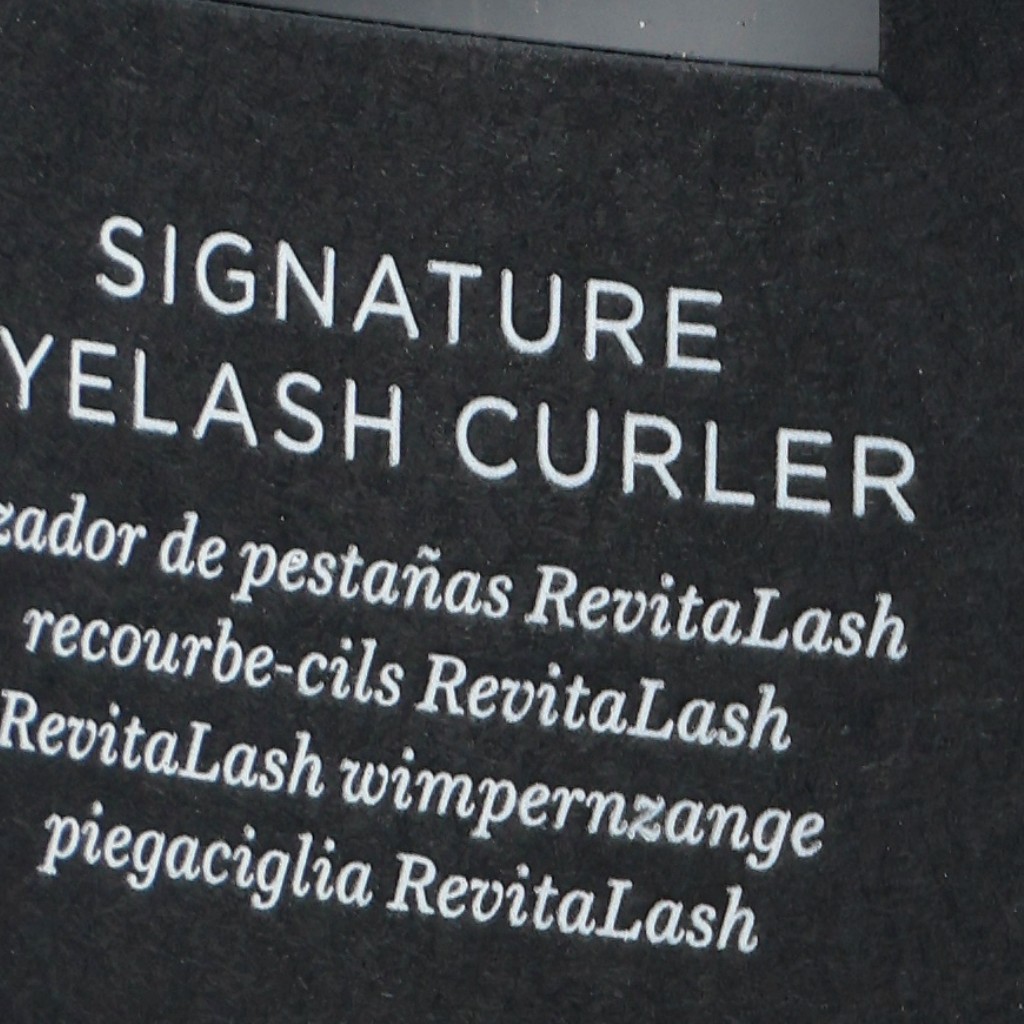 SIGNATURE
YELASH CURLER
zador de pestañas RevitaLash
recourbe-cils RevitaLash
RevitaLash wimpernzange
piegaciglia RevitaLash